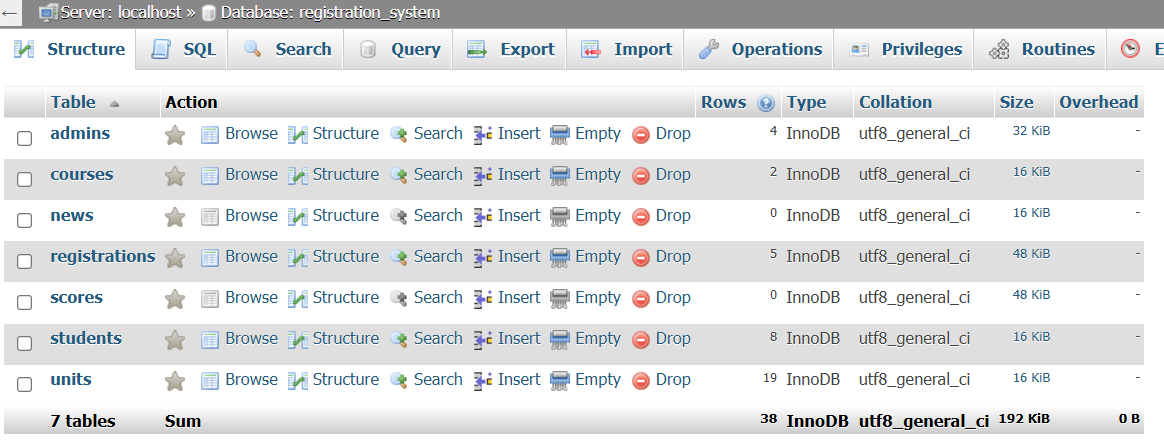 ← Server: localhost » Database: registration_system
Structure SQL Search Query Export Import Operations Privileges Routines E
Table Action Rows Type Collation Size Overhead
admins Browse Structure Search Insert Empty Drop 4 InnoDB utf8_general_ci 32 KiB -
courses Browse Structure Search Insert Empty Drop 2 InnoDB utf8_general_ci 16 KiB -
news Browse Structure Search Insert Empty Drop 0 InnoDB utf8_general_ci 16 KiB -
registrations Browse Structure Search Insert Empty Drop 5 InnoDB utf8_general_ci 48 KiB -
scores Browse Structure Search Insert Empty Drop 0 InnoDB utf8_general_ci 48 KiB -
students Browse Structure Search Insert Empty Drop 8 InnoDB utf8_general_ci 16 KiB -
units Browse Structure Search Insert Empty Drop 19 InnoDB utf8_general_ci 16 KiB -
7 tables Sum 38 InnoDB utf8_general_ci 192 KiB 0 B